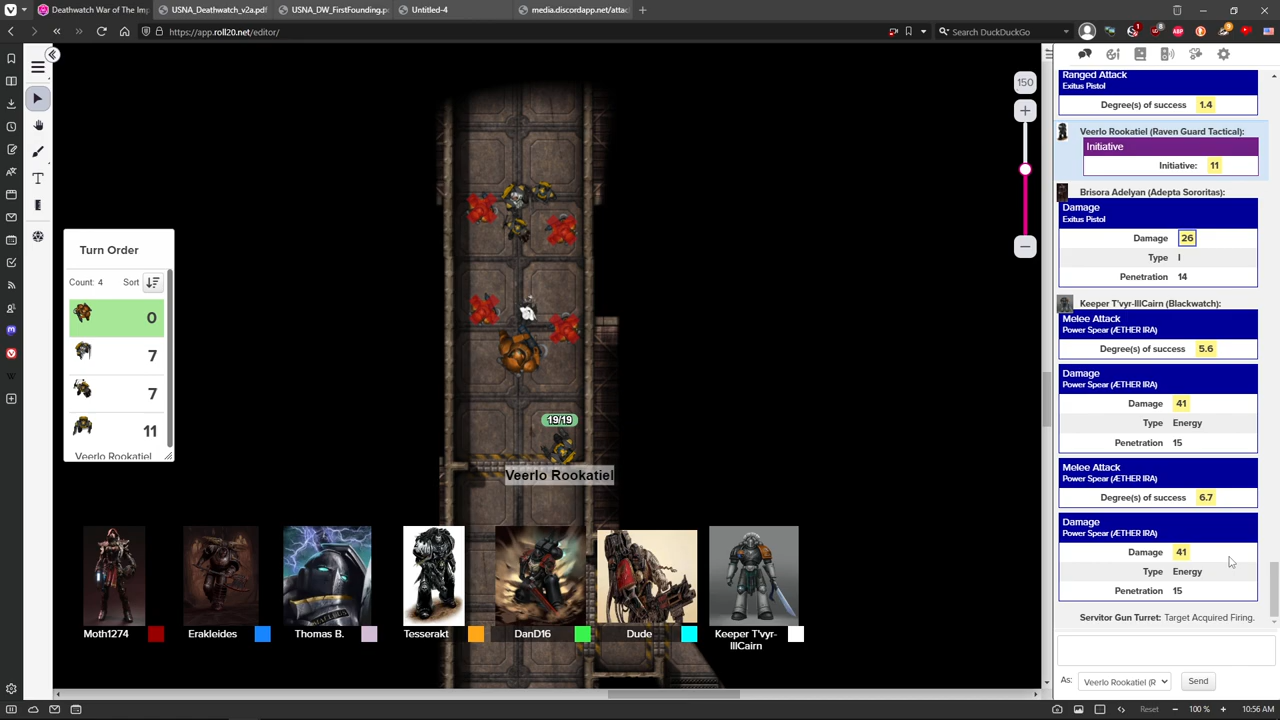 Deathwatch War of The Imp
USNA_Deathwatch_v2a.pdf
USNA_DW_FirstFounding.p
Untitled-4
media.discordapp.net/attac
https://app.roll20.net/editor/
Search DuckDuckGo
150
Turn Order
Count: 4 Sort
0
7
7
11
Veerlo Rookatiel
19/19
Veerlo Rookatiel
Moth1274
Erakleides
Thomas B.
Tesserakt
DanD16
Dude
Keeper T'vyr-
IllCairn
Ranged Attack
Exitus Pistol
Degree(s) of success 1.4
Veerlo Rookatiel (Raven Guard Tactical):
Initiative
Initiative: 11
Brisora Adelyan (Adepta Sororitas):
Damage
Exitus Pistol
Damage 26
Type I
Penetration 14
Keeper T'vyr-IllCairn (Blackwatch):
Melee Attack
Power Spear (ÆTHER IRA)
Degree(s) of success 5.6
Damage
Power Spear (ÆTHER IRA)
Damage 41
Type Energy
Penetration 15
Melee Attack
Power Spear (ÆTHER IRA)
Degree(s) of success 6.7
Damage
Power Spear (ÆTHER IRA)
Damage 41
Type Energy
Penetration 15
Servitor Gun Turret: Target Acquired Firing.
As: Veerlo Rookatiel (R Send
Reset 100 % 10:56 AM